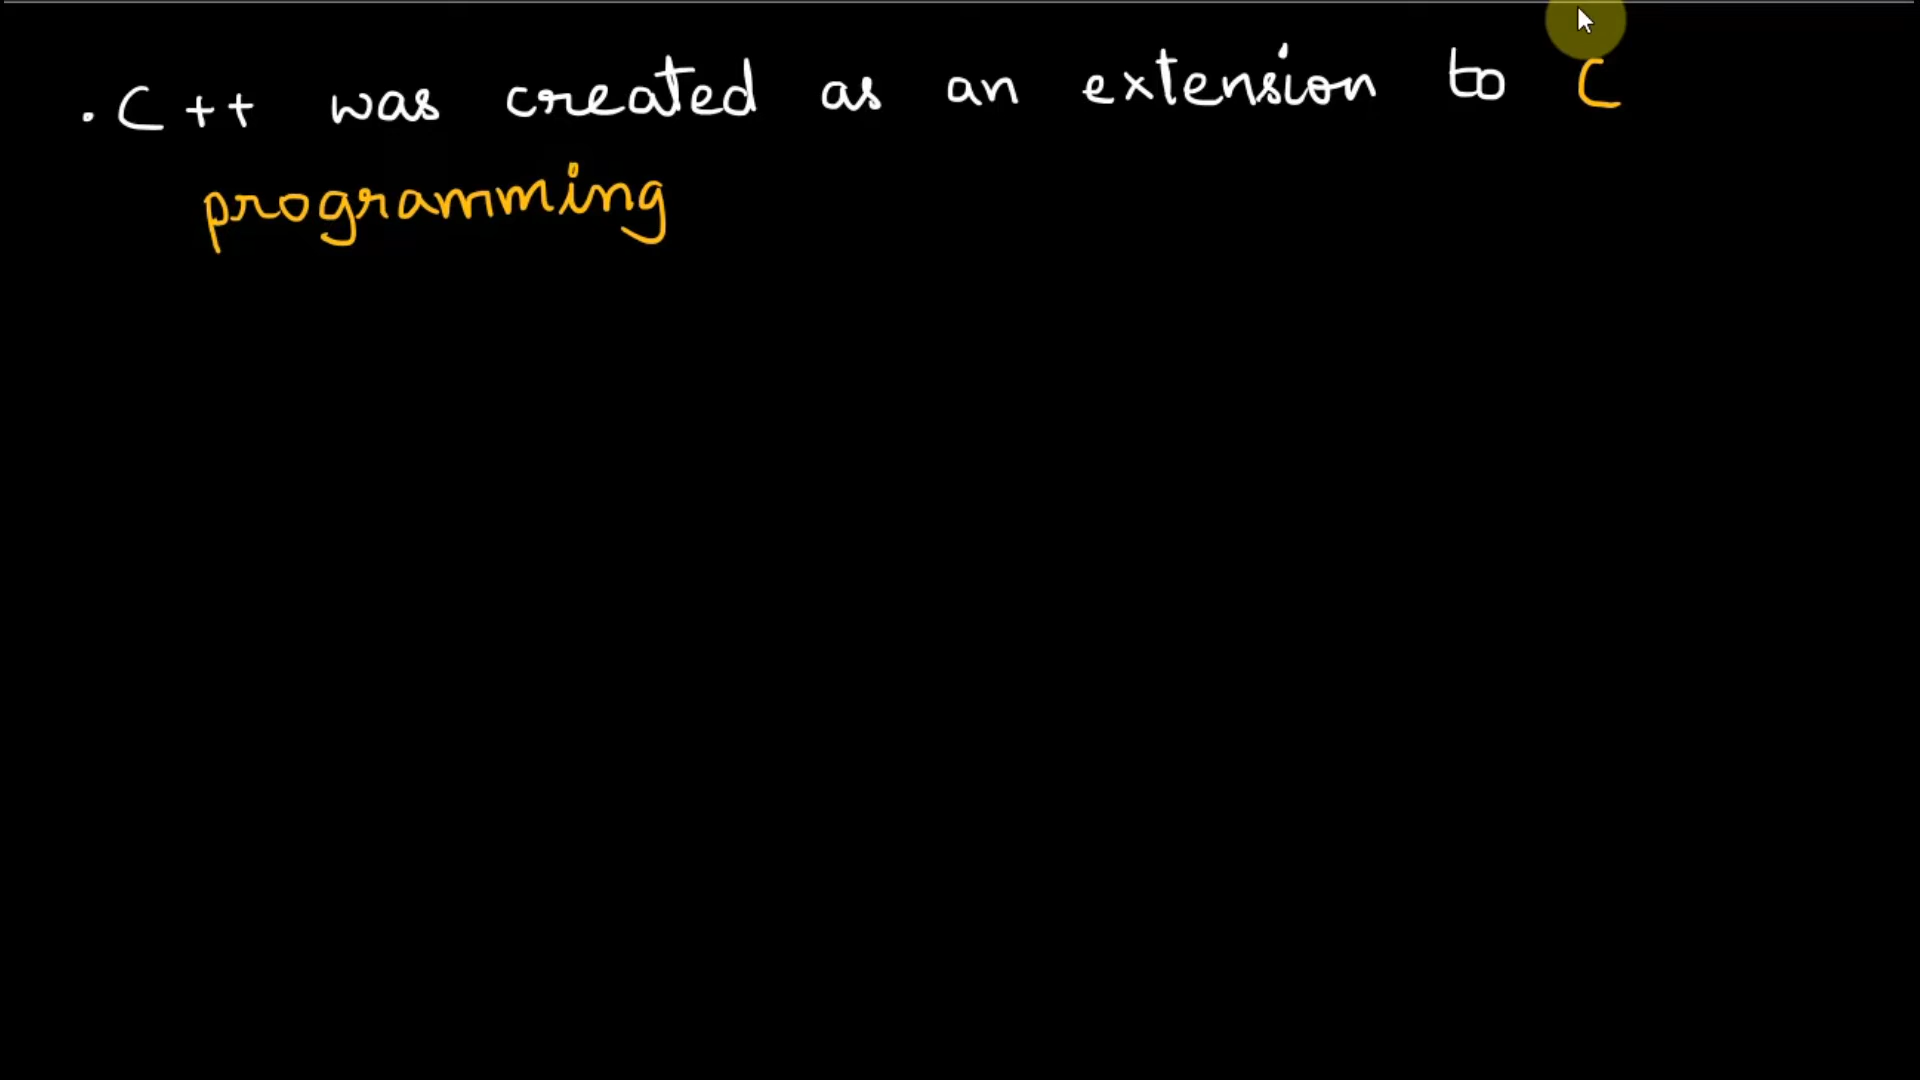 . C++ was created as an extension to C
programming